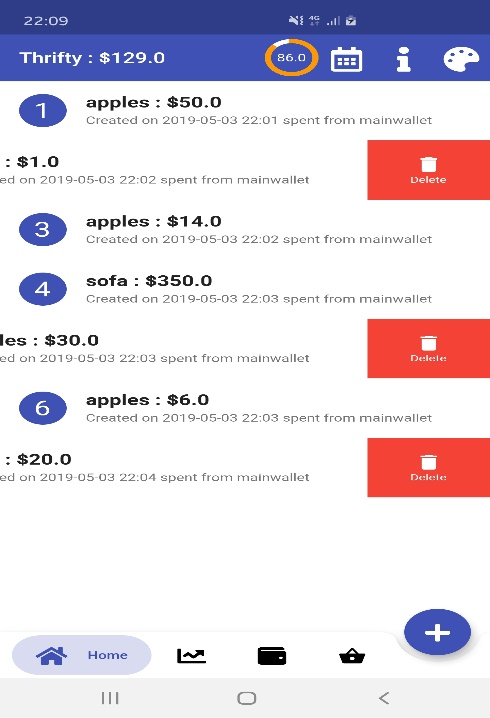 22:09
4G
Thrifty : $129.0
86.0
1
apples : $50.0
Created on 2019-05-03 22:01 spent from mainwallet
: $1.0
ed on 2019-05-03 22:02 spent from mainwallet
Delete
3
apples : $14.0
Created on 2019-05-03 22:02 spent from mainwallet
4
sofa : $350.0
Created on 2019-05-03 22:03 spent from mainwallet
les : $30.0
ed on 2019-05-03 22:03 spent from mainwallet
Delete
6
apples : $6.0
Created on 2019-05-03 22:03 spent from mainwallet
: $20.0
ed on 2019-05-03 22:04 spent from mainwallet
Delete
Home